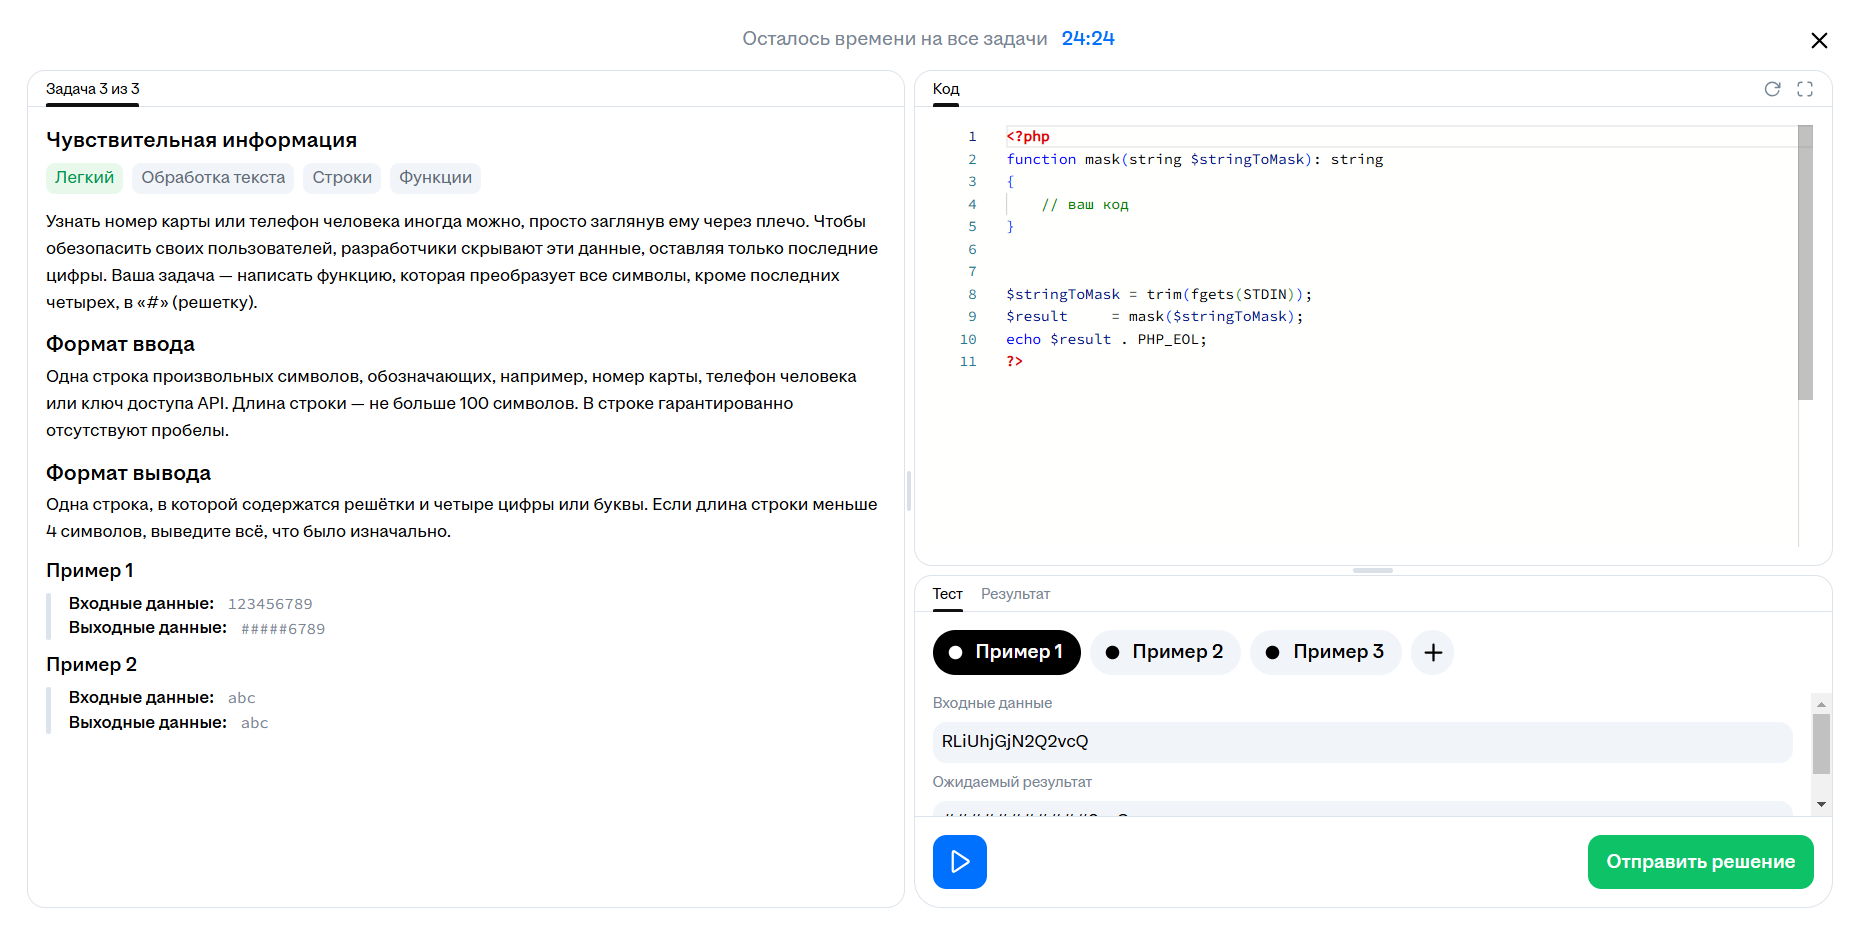 Осталось времени на все задачи 24:24
Задача 3 из 3
Чувствительная информация
Легкий Обработка текста Строки Функции
Узнать номер карты или телефон человека иногда можно, просто заглянув ему через плечо. Чтобы
обезопасить своих пользователей, разработчики скрывают эти данные, оставляя только последние
цифры. Ваша задача — написать функцию, которая преобразует все символы, кроме последних
четырех, в «#» (решетку).
Формат ввода
Одна строка произвольных символов, обозначающих, например, номер карты, телефон человека
или ключ доступа API. Длина строки — не больше 100 символов. В строке гарантированно
отсутствуют пробелы.
Формат вывода
Одна строка, в которой содержатся решётки и четыре цифры или буквы. Если длина строки меньше
4 символов, выведите всё, что было изначально.
Пример 1
Входные данные: 123456789
Выходные данные: #####6789
Пример 2
Входные данные: abc
Выходные данные: abc
Код
1 <?php
2 function mask(string $stringToMask): string
3 {
4 // ваш код
5 }
6
7
8 $stringToMask = trim(fgets(STDIN));
9 $result = mask($stringToMask);
10 echo $result . PHP_EOL;
11 ?>
Тест Результат
Пример 1 Пример 2 Пример 3
Входные данные
RLiUhjGjN2Q2vcQ
Ожидаемый результат
Отправить решение